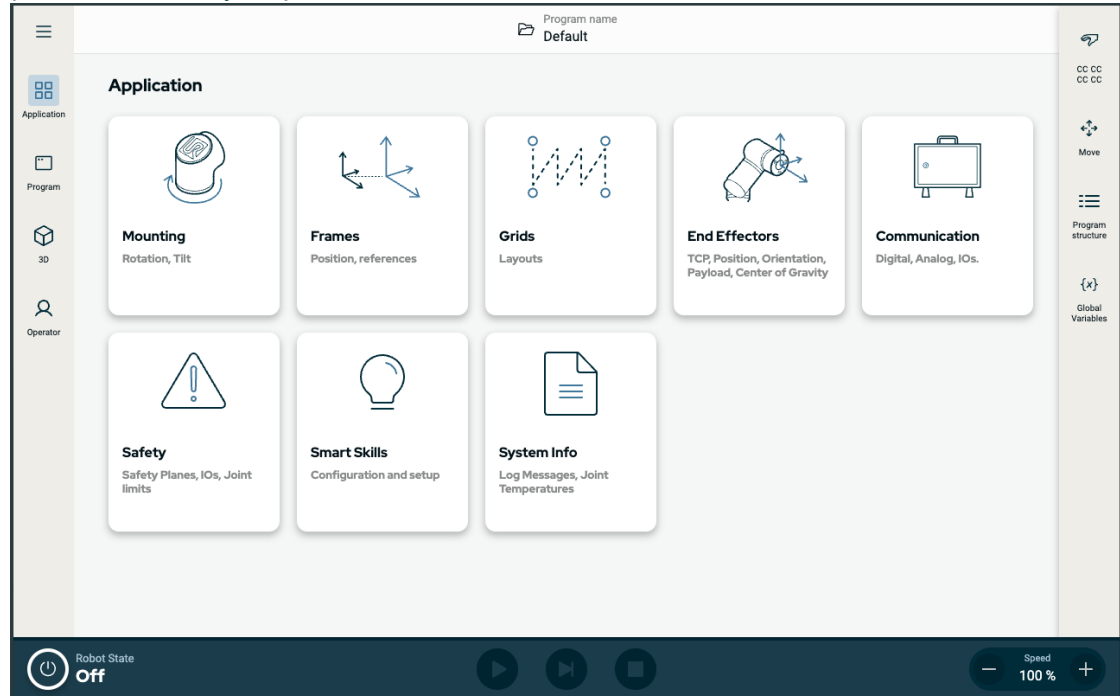 Program name
Default
Application
Application
Program
3D
Operator
Mounting
Rotation, Tilt
Frames
Position, references
Grids
Layouts
End Effectors
TCP, Position, Orientation,
Payload, Center of Gravity
Communication
Digital, Analog, IOs.
Safety
Safety Planes, IOs, Joint
limits
Smart Skills
Configuration and setup
System Info
Log Messages, Joint
Temperatures
CC CC
CC CC
Move
Program
structure
{x}
Global
Variables
Robot State
Off
Speed
100 %